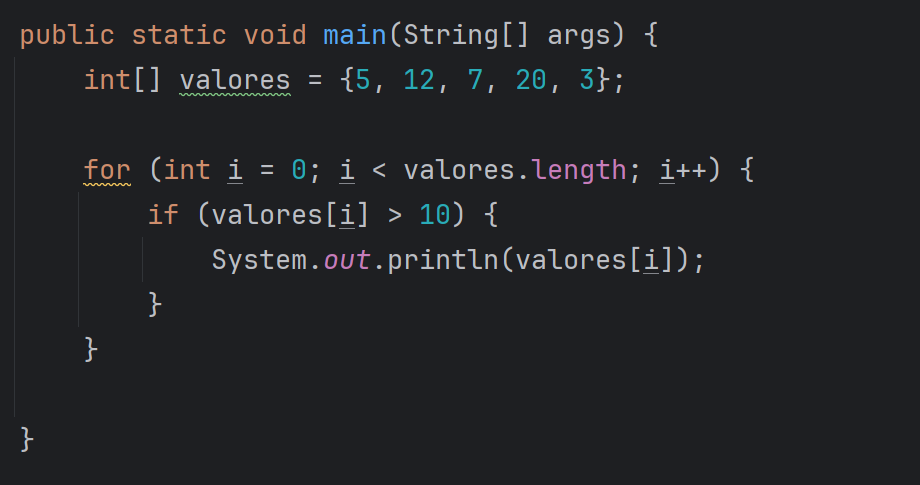 public static void main(String[] args) {
    int[] valores = {5, 12, 7, 20, 3};
    for (int i = 0; i < valores.length; i++) {
        if (valores[i] > 10) {
            System.out.println(valores[i]);
        }
    }
}